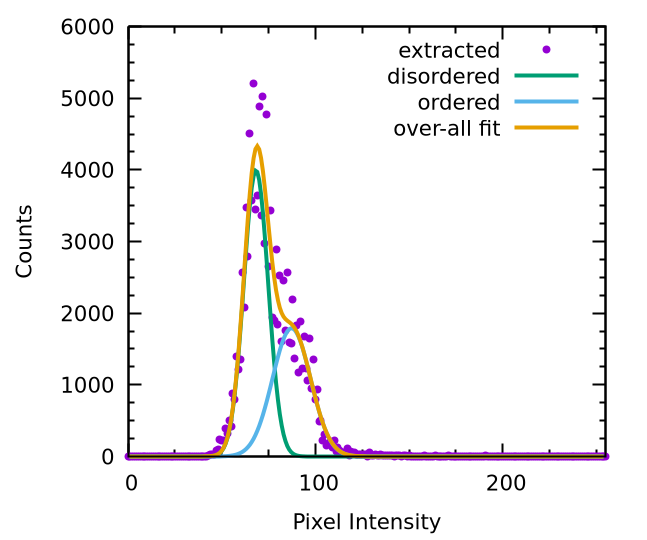 6000
5000
4000
3000
2000
1000
0
Counts
extracted
disordered
ordered
over-all fit
0 100 200
Pixel Intensity